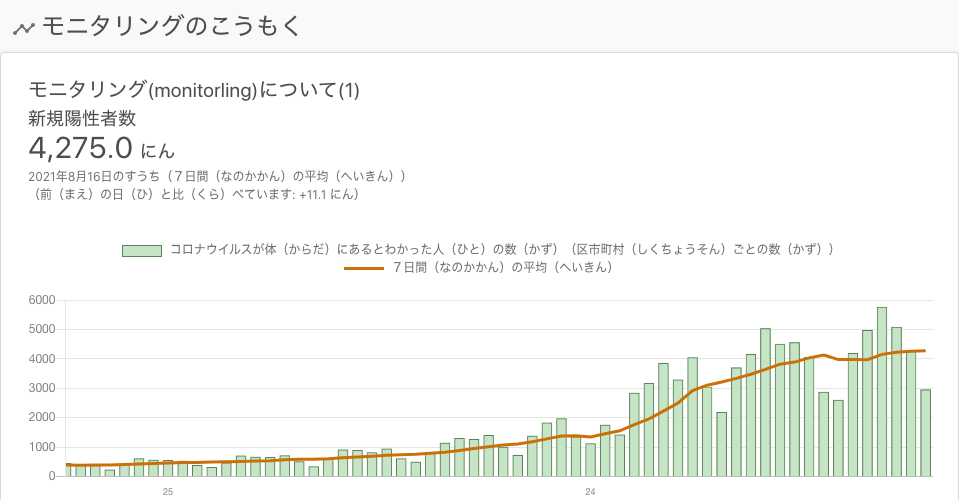 モニタリングのこうもく
モニタリング(monitorling)について(1)
新規陽性者数
4,275.0 にん
2021年8月16日のすうち（７日間（なのかかん）の平均（へいきん））
（前（まえ）の日（ひ）と比（くら）べています: +11.1 にん）
コロナウイルスが体（からだ）にあるとわかった人（ひと）の数（かず）（区市町村（しくちょうそん）ごとの数（かず））
７日間（なのかかん）の平均（へいきん）
6000
5000
4000
3000
2000
1000
0
25 24